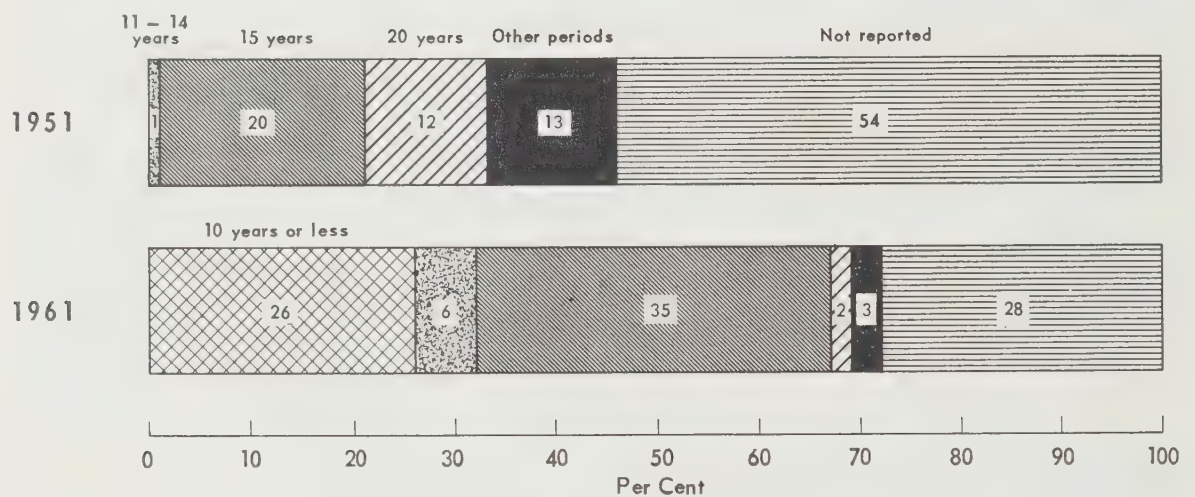 11 – 14 years 15 years 20 years Other periods Not reported
1951
1 20 12 13 54
10 years or less
1961
26 6 35 2 3 28
0 10 20 30 40 50 60 70 80 90 100
Per Cent